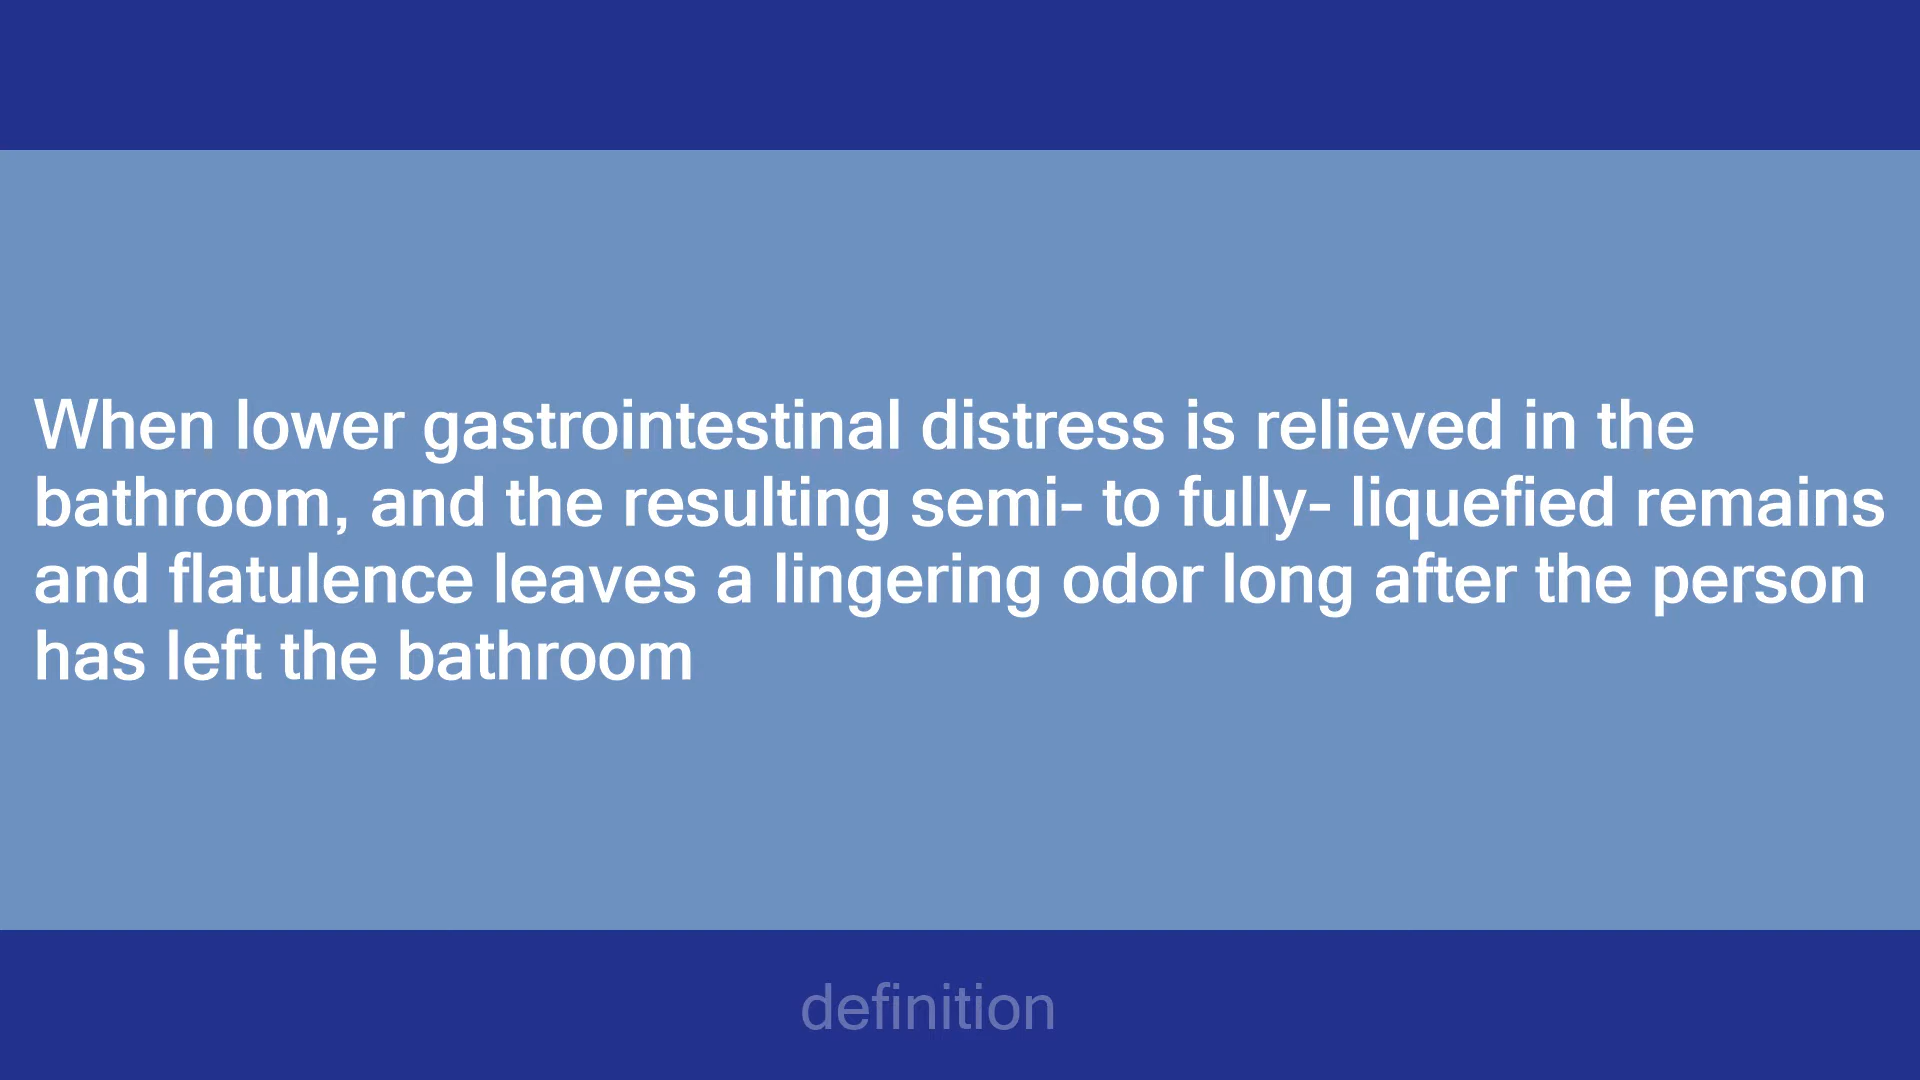 When lower gastrointestinal distress is relieved in the
bathroom, and the resulting semi- to fully- liquefied remains
and flatulence leaves a lingering odor long after the person
has left the bathroom
definition